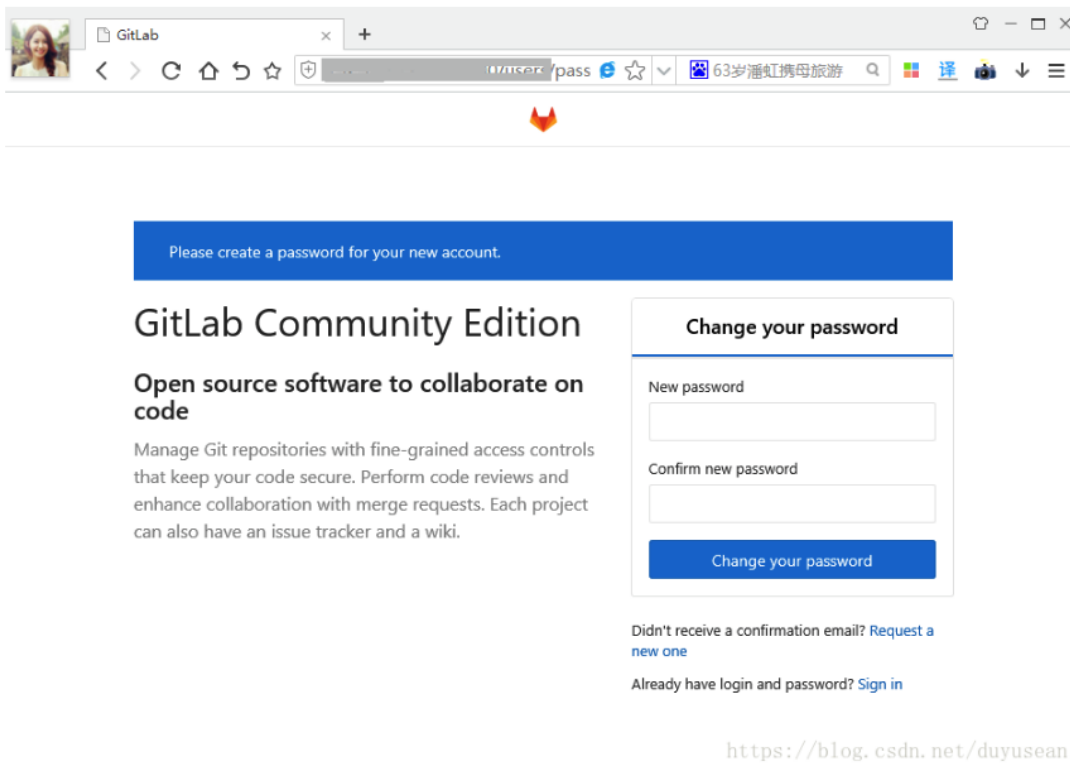 GitLab
/users /pass
63岁潘虹携母旅游
译
Please create a password for your new account.
GitLab Community Edition
Open source software to collaborate on
code
Manage Git repositories with fine-grained access controls
that keep your code secure. Perform code reviews and
enhance collaboration with merge requests. Each project
can also have an issue tracker and a wiki.
Change your password
New password
Confirm new password
Change your password
Didn't receive a confirmation email? Request a
new one
Already have login and password? Sign in
https://blog.csdn.net/duyusean